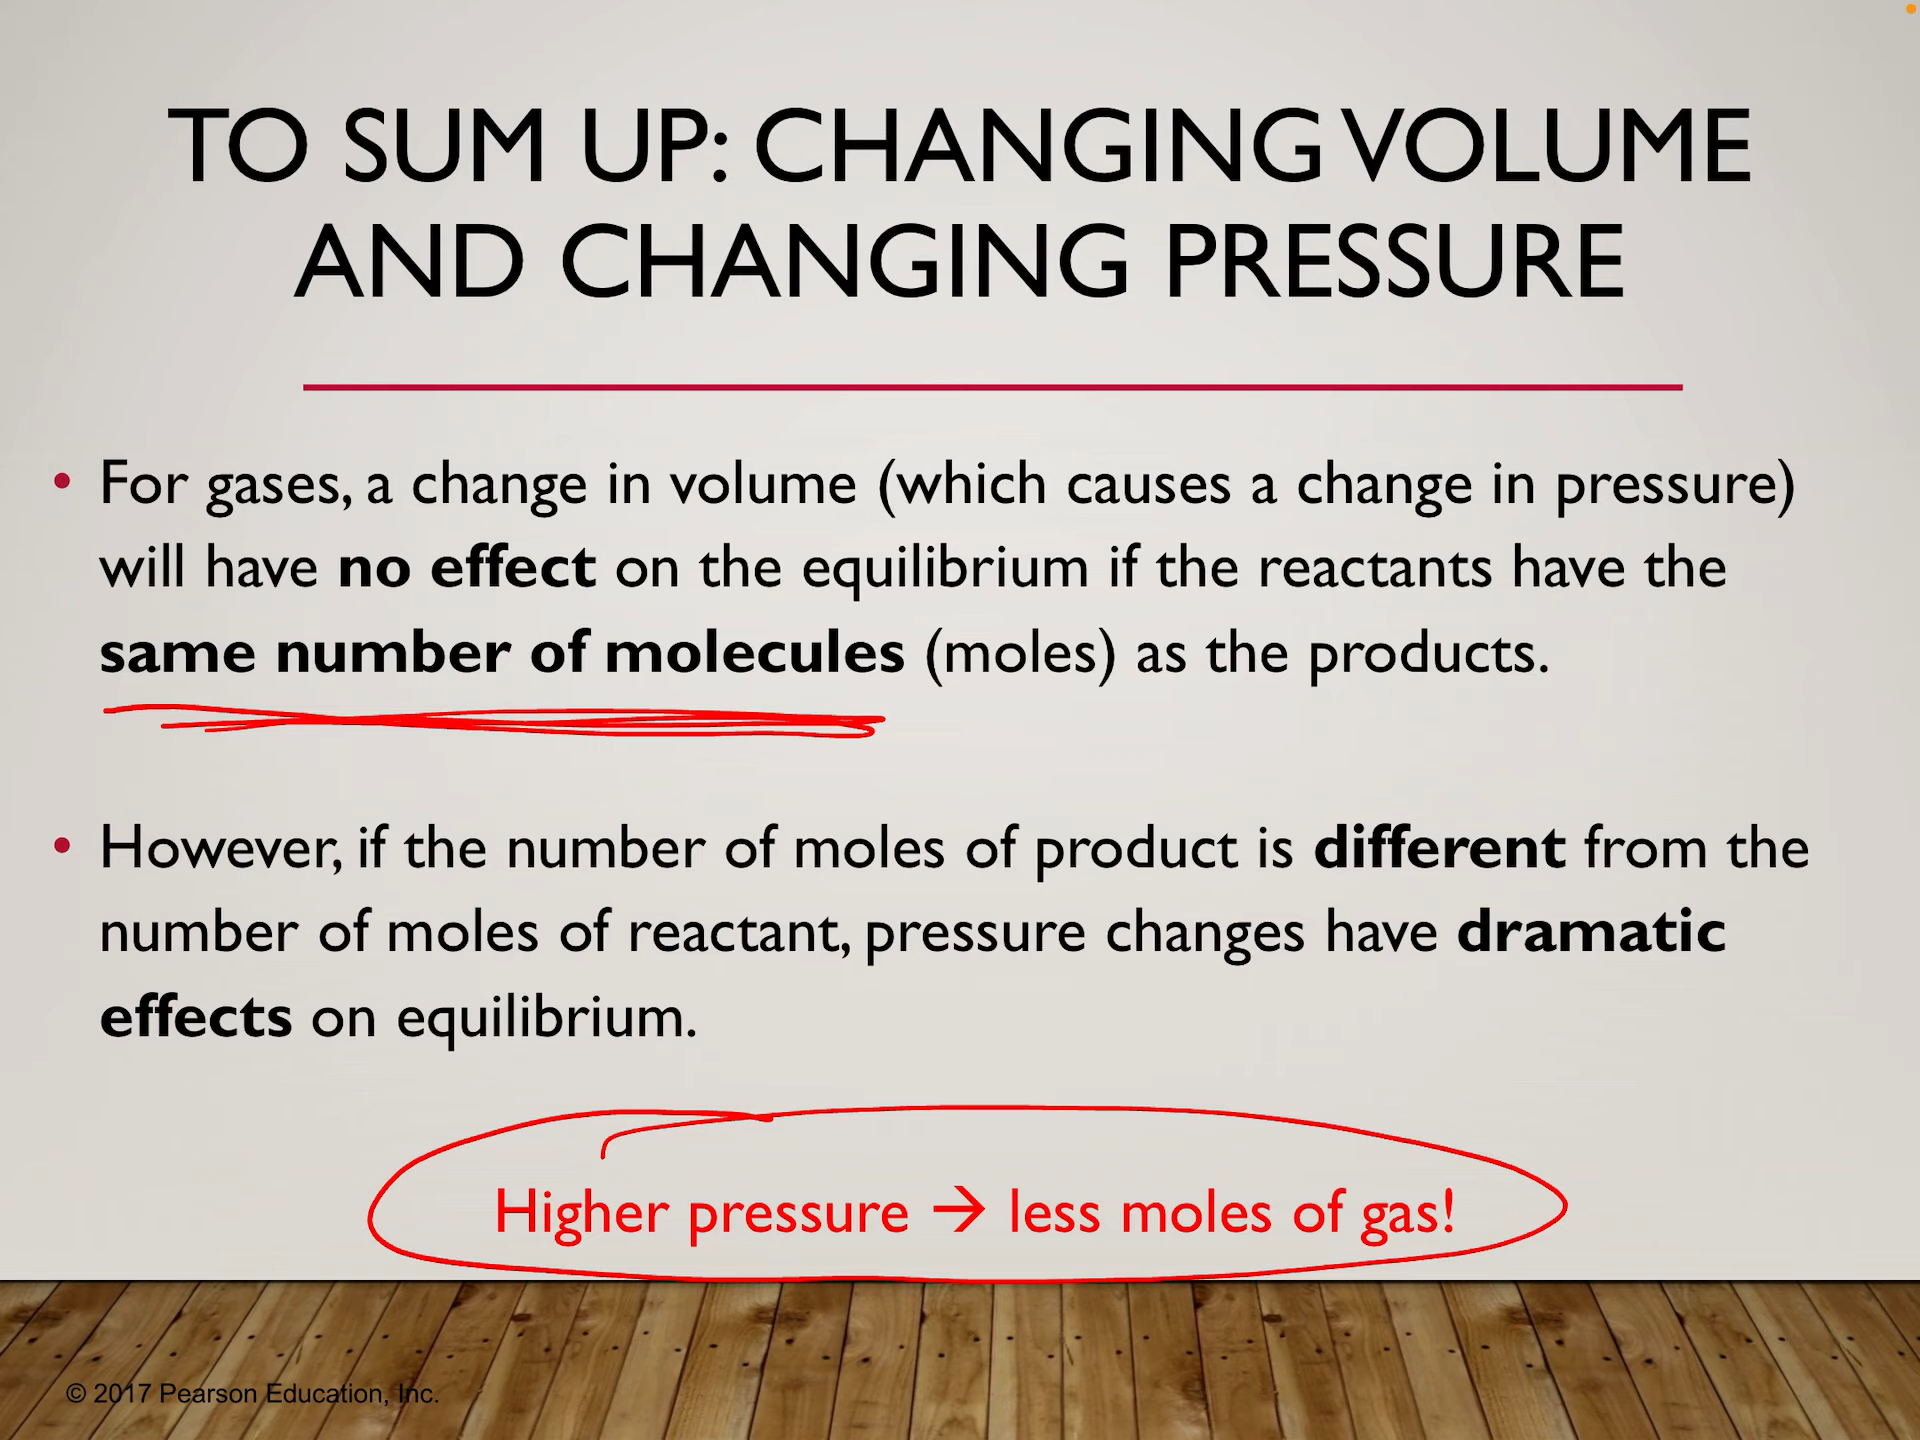 TO SUM UP: CHANGING VOLUME
AND CHANGING PRESSURE
• For gases, a change in volume (which causes a change in pressure)
will have no effect on the equilibrium if the reactants have the
same number of molecules (moles) as the products.
• However, if the number of moles of product is different from the
number of moles of reactant, pressure changes have dramatic
effects on equilibrium.
Higher pressure → less moles of gas!
© 2017 Pearson Education, Inc.